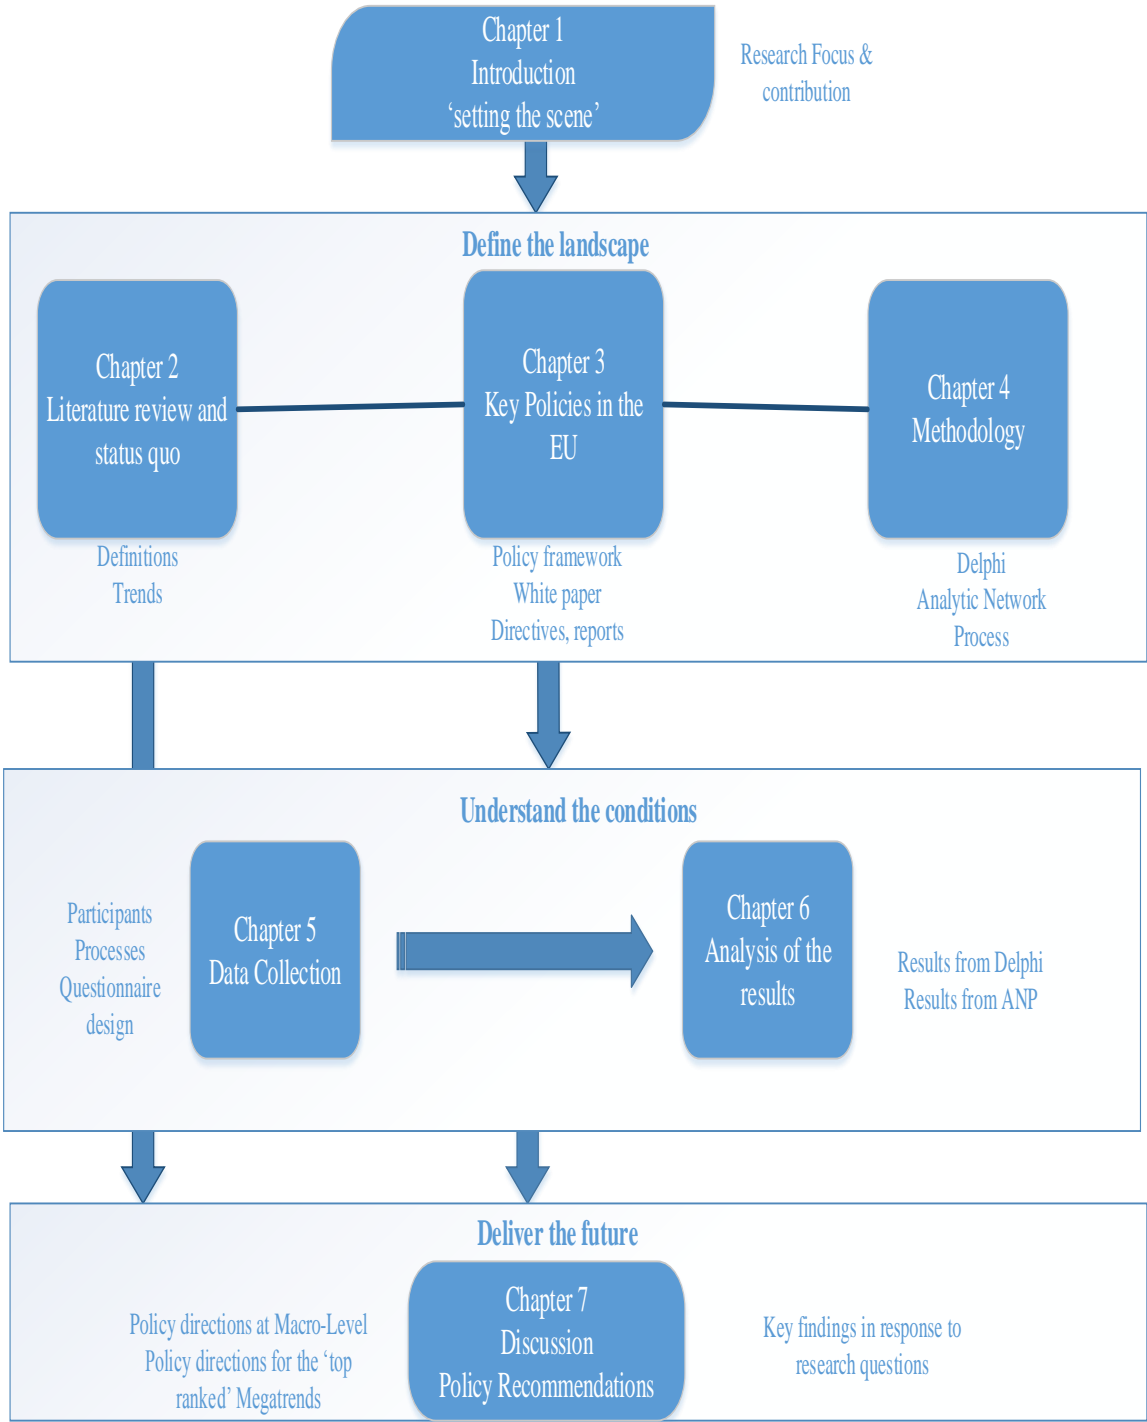 Chapter 1
Introduction
‘setting the scene’
Research Focus &
contribution
Define the landscape
Chapter 2
Literature review and
status quo
Definitions
Trends
Chapter 3
Key Policies in the
EU
Policy framework
White paper
Directives, reports
Chapter 4
Methodology
Delphi
Analytic Network
Process
Understand the conditions
Participants
Processes
Questionnaire
design
Chapter 5
Data Collection
Chapter 6
Analysis of the
results
Results from Delphi
Results from ANP
Deliver the future
Policy directions at Macro-Level
Policy directions for the ‘top
ranked’ Megatrends
Chapter 7
Discussion
Policy Recommendations
Key findings in response to
research questions